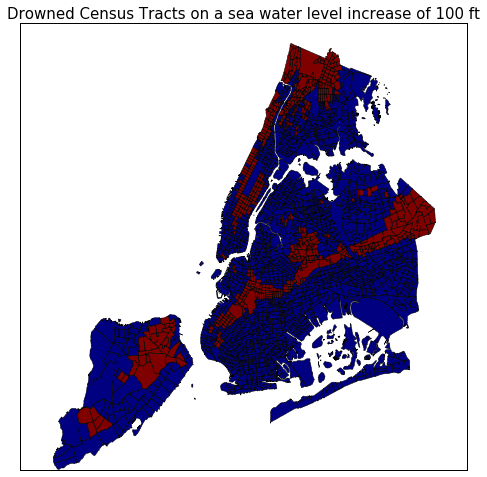 Drowned Census Tracts on a sea water level increase of 100 ft